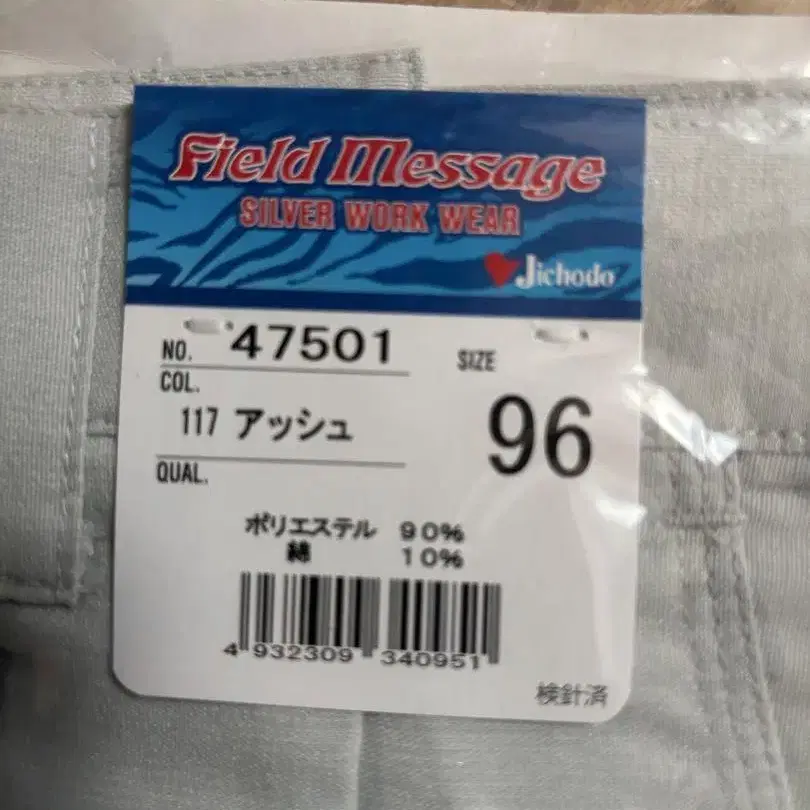 Field Message
SILVER WORK WEAR
Jichodo
NO. 47501
SIZE
COL.
117 アッシュ
96
QUAL.
ポリエステル 90%
綿 10%
4 932309 340951
検針済